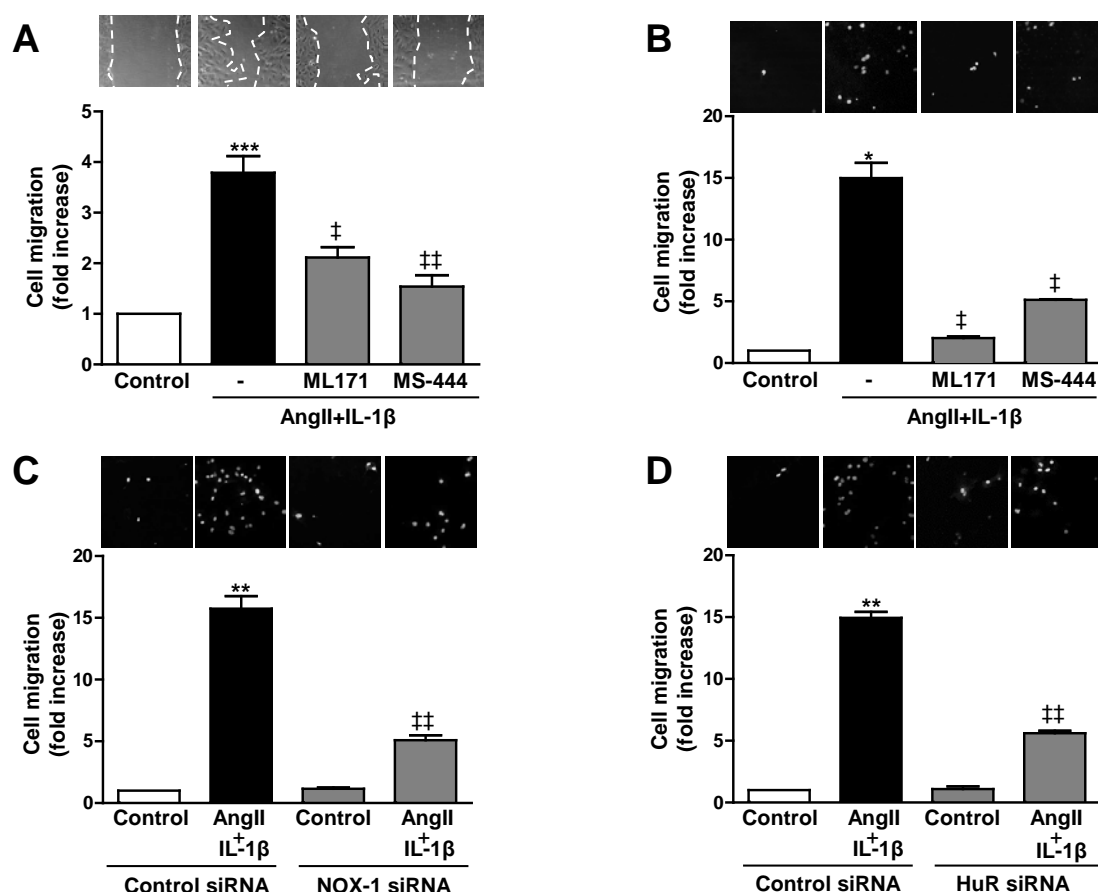 A
Cell migration
(fold increase)
5
4
3
2
1
0
***
‡
‡‡
Control - ML171 MS-444
AngII+IL-1β
B
Cell migration
(fold increase)
20
15
10
5
0
*
‡
‡
Control - ML171 MS-444
AngII+IL-1β
C
Cell migration
(fold increase)
20
15
10
5
0
**
‡‡
Control AngII Control AngII
+ +
IL-1β IL-1β
Control siRNA NOX-1 siRNA
D
Cell migration
(fold increase)
20
15
10
5
0
**
‡‡
Control AngII Control AngII
+ +
IL-1β IL-1β
Control siRNA HuR siRNA